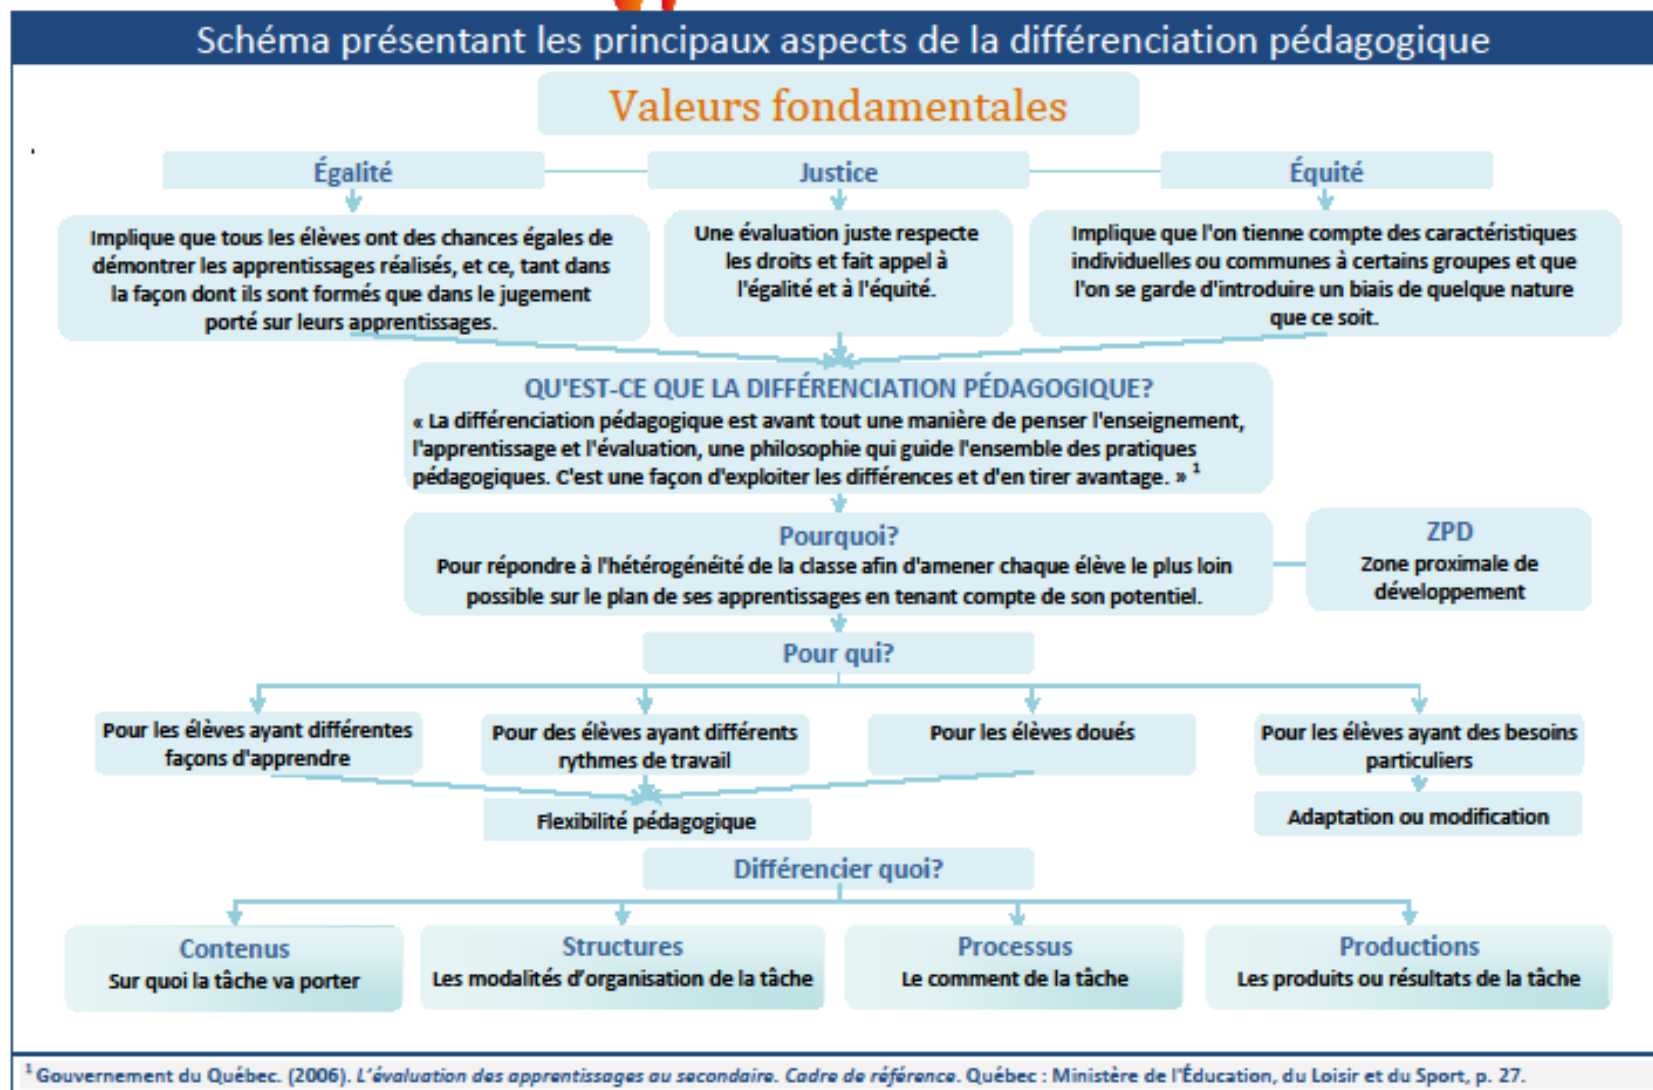 Schéma présentant les principaux aspects de la différenciation pédagogique
Valeurs fondamentales
Égalité
Justice
Équité
Implique que tous les élèves ont des chances égales de
démontrer les apprentissages réalisés, et ce, tant dans
la façon dont ils sont formés que dans le jugement
porté sur leurs apprentissages.
Une évaluation juste respecte
les droits et fait appel à
l'égalité et à l'équité.
Implique que l'on tienne compte des caractéristiques
individuelles ou communes à certains groupes et que
l'on se garde d'introduire un biais de quelque nature
que ce soit.
QU'EST-CE QUE LA DIFFÉRENCIATION PÉDAGOGIQUE?
« La différenciation pédagogique est avant tout une manière de penser l'enseignement,
l'apprentissage et l'évaluation, une philosophie qui guide l'ensemble des pratiques
pédagogiques. C'est une façon d'exploiter les différences et d'en tirer avantage. » 1
Pourquoi?
Pour répondre à l'hétérogénéité de la classe afin d'amener chaque élève le plus loin
possible sur le plan de ses apprentissages en tenant compte de son potentiel.
ZPD
Zone proximale de
développement
Pour qui?
Pour les élèves ayant différentes
façons d'apprendre
Pour des élèves ayant différents
rythmes de travail
Pour les élèves doués
Pour les élèves ayant des besoins
particuliers
Flexibilité pédagogique
Adaptation ou modification
Différencier quoi?
Contenus
Sur quoi la tâche va porter
Structures
Les modalités d'organisation de la tâche
Processus
Le comment de la tâche
Productions
Les produits ou résultats de la tâche
1 Gouvernement du Québec. (2006). L'évaluation des apprentissages au secondaire. Cadre de référence. Québec : Ministère de l'Éducation, du Loisir et du Sport, p. 27.